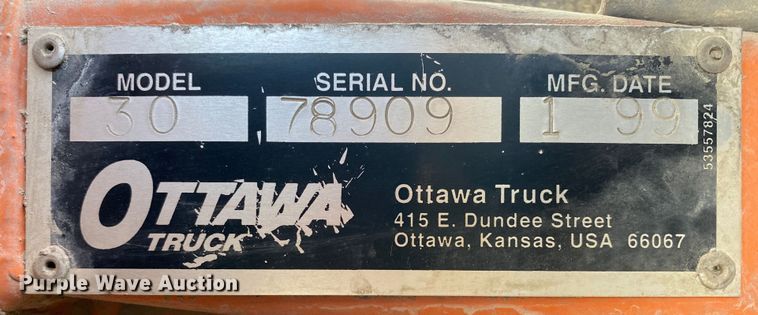 MODEL SERIAL NO. MFG. DATE
30 78909 1 99
53557824
OTTAWA
TRUCK
Ottawa Truck
415 E. Dundee Street
Ottawa, Kansas, USA 66067
Purple Wave Auction